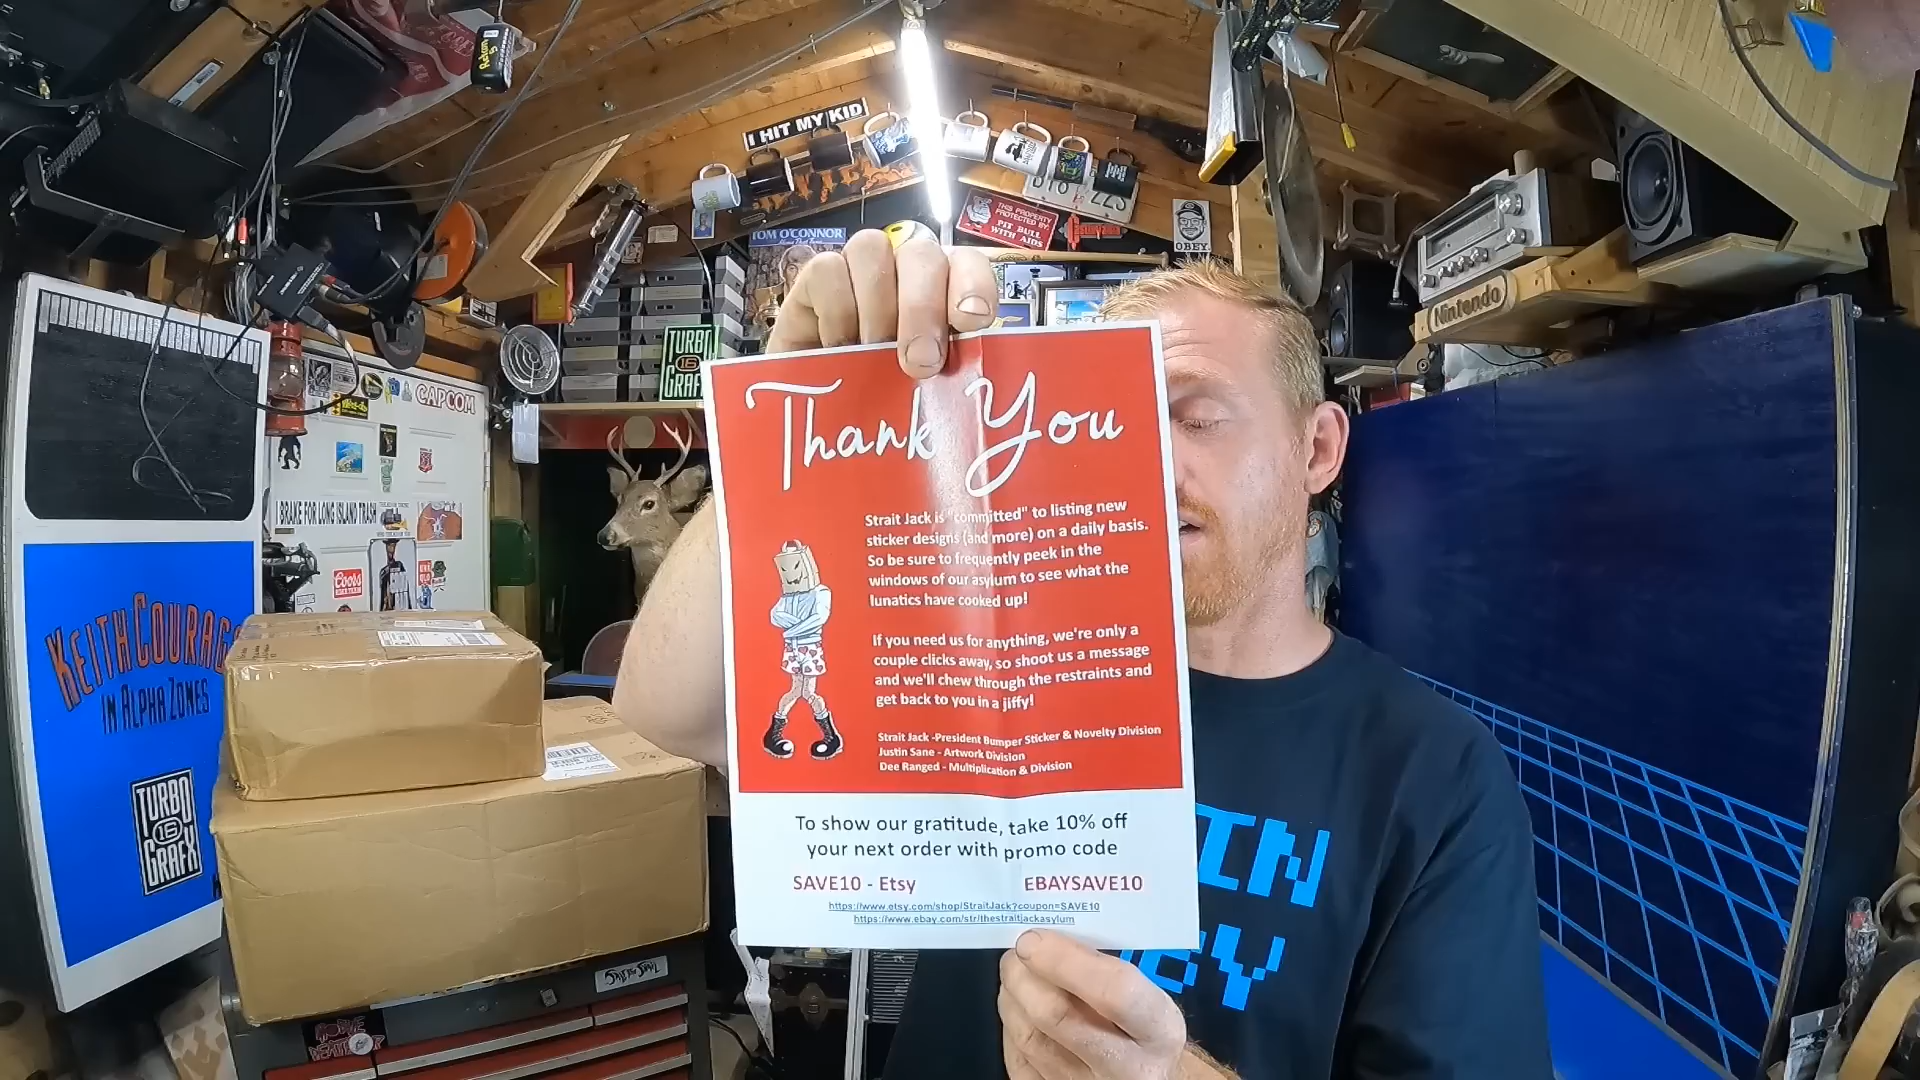 I HIT MY KID
TOM O'CONNOR
THIS PROPERTY
PROTECTED BY
PIT BULL
WITH AIDS
OBEY
Nintendo
TURBO
16
GRAFX
CAPCOM
I BRAKE FOR LONG ISLAND TRASH
Coors
KEITH COURAG
IN ALPHA ZONES
TURBO
16
GRAFX
Thank You
Strait Jack is "committed" to listing new
sticker designs (and more) on a daily basis.
So be sure to frequently peek in the
windows of our asylum to see what the
lunatics have cooked up!
If you need us for anything, we're only a
couple clicks away, so shoot us a message
and we'll chew through the restraints and
get back to you in a jiffy!
Strait Jack -President Bumper Sticker & Novelty Division
Justin Sane - Artwork Division
Dee Ranged - Multiplication & Division
To show our gratitude, take 10% off
your next order with promo code
SAVE10 - Etsy EBAYSAVE10
https://www.etsy.com/shop/StraitJack?coupon=SAVE10
https://www.ebay.com/str/thestraitjackasylum